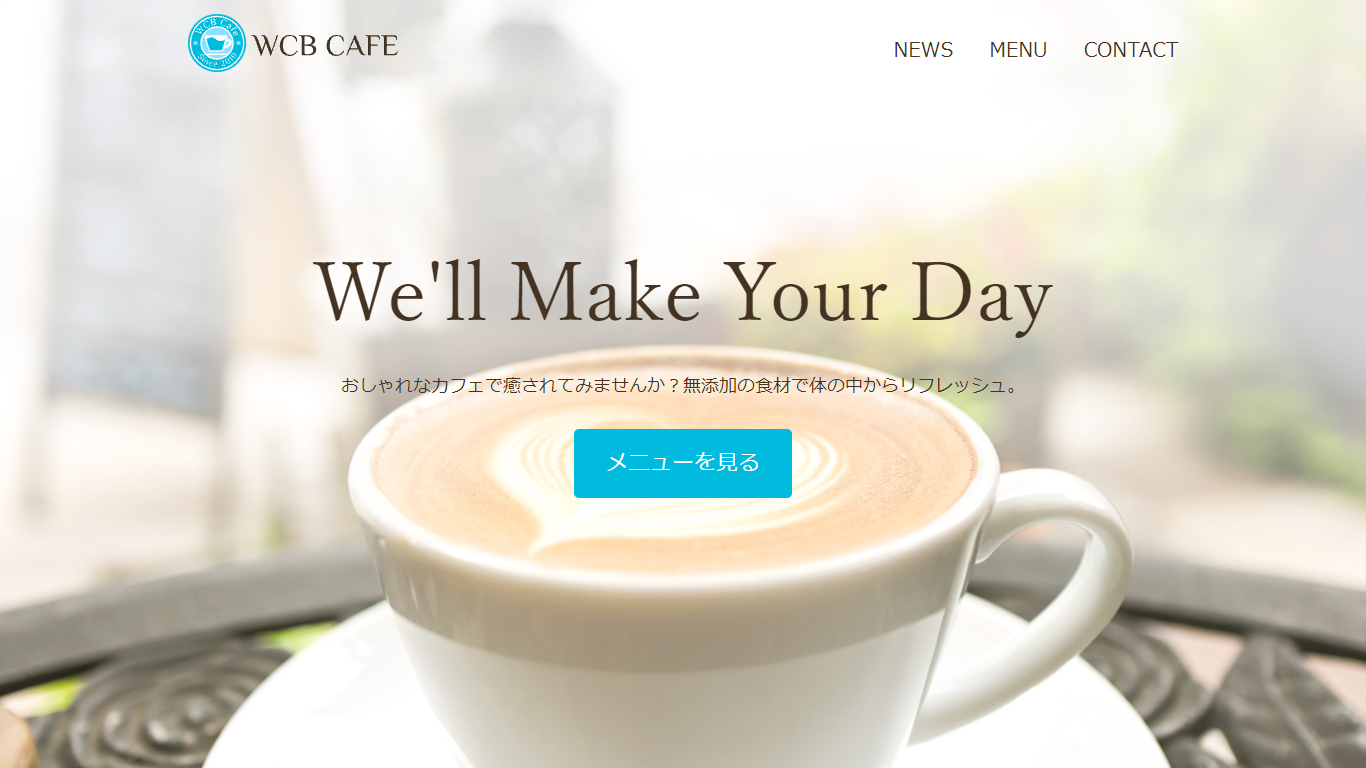 WCB Cafe
Since 2010
WCB CAFE
NEWS
MENU
CONTACT
We'll Make Your Day
おしゃれなカフェで癒されてみませんか？無添加の食材で体の中からリフレッシュ。
メニューを見る